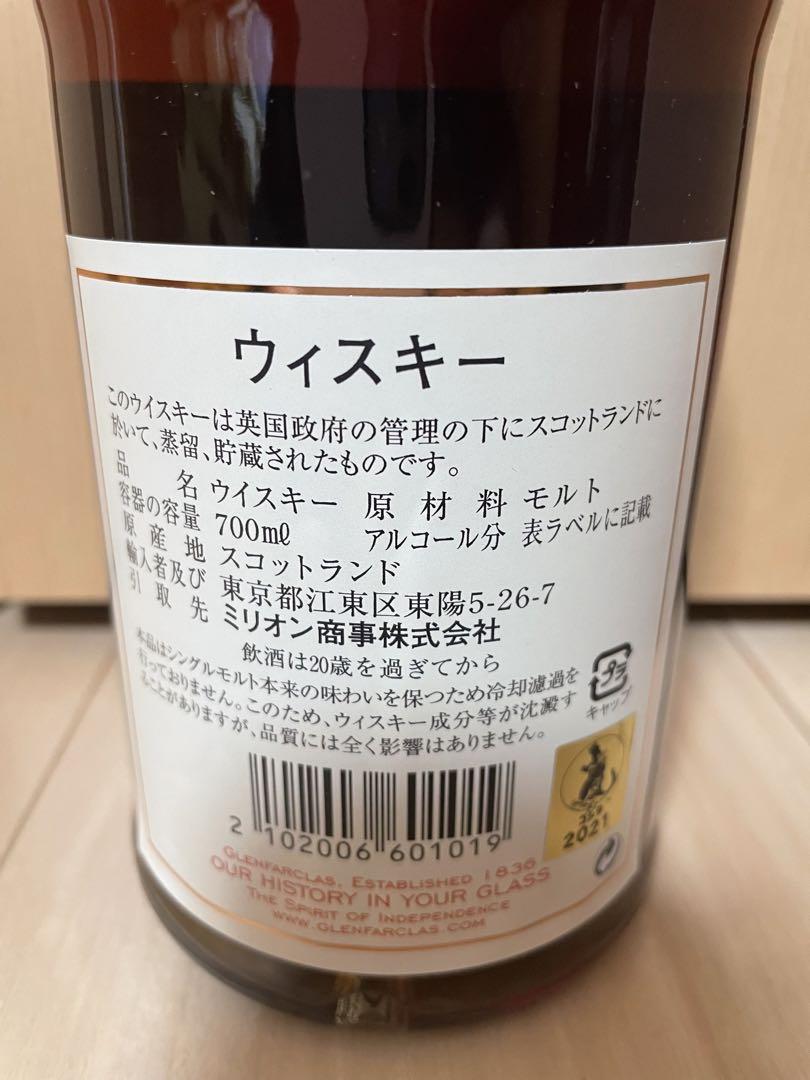 ウィスキー
このウイスキーは英国政府の管理の下にスコットランドに
於いて、蒸留、貯蔵されたものです。
品名 ウイスキー 原材料 モルト
容器の容量 700ml アルコール分 表ラベルに記載
原産地 スコットランド
輸入者及び 東京都江東区東陽5-26-7
引取先 ミリオン商事株式会社
飲酒は20歳を過ぎてから
本品はシングルモルト本来の味わいを保つため冷却濾過を
行っておりません。このため、ウィスキー成分等が沈澱す
ることがありますが、品質には全く影響はありません。
プラ
キャップ
2 102006 601019
ゴジラ
2021
GLENFARCLAS, ESTABLISHED 1836
OUR HISTORY IN YOUR GLASS
THE SPIRIT OF INDEPENDENCE
WWW.GLENFARCLAS.COM